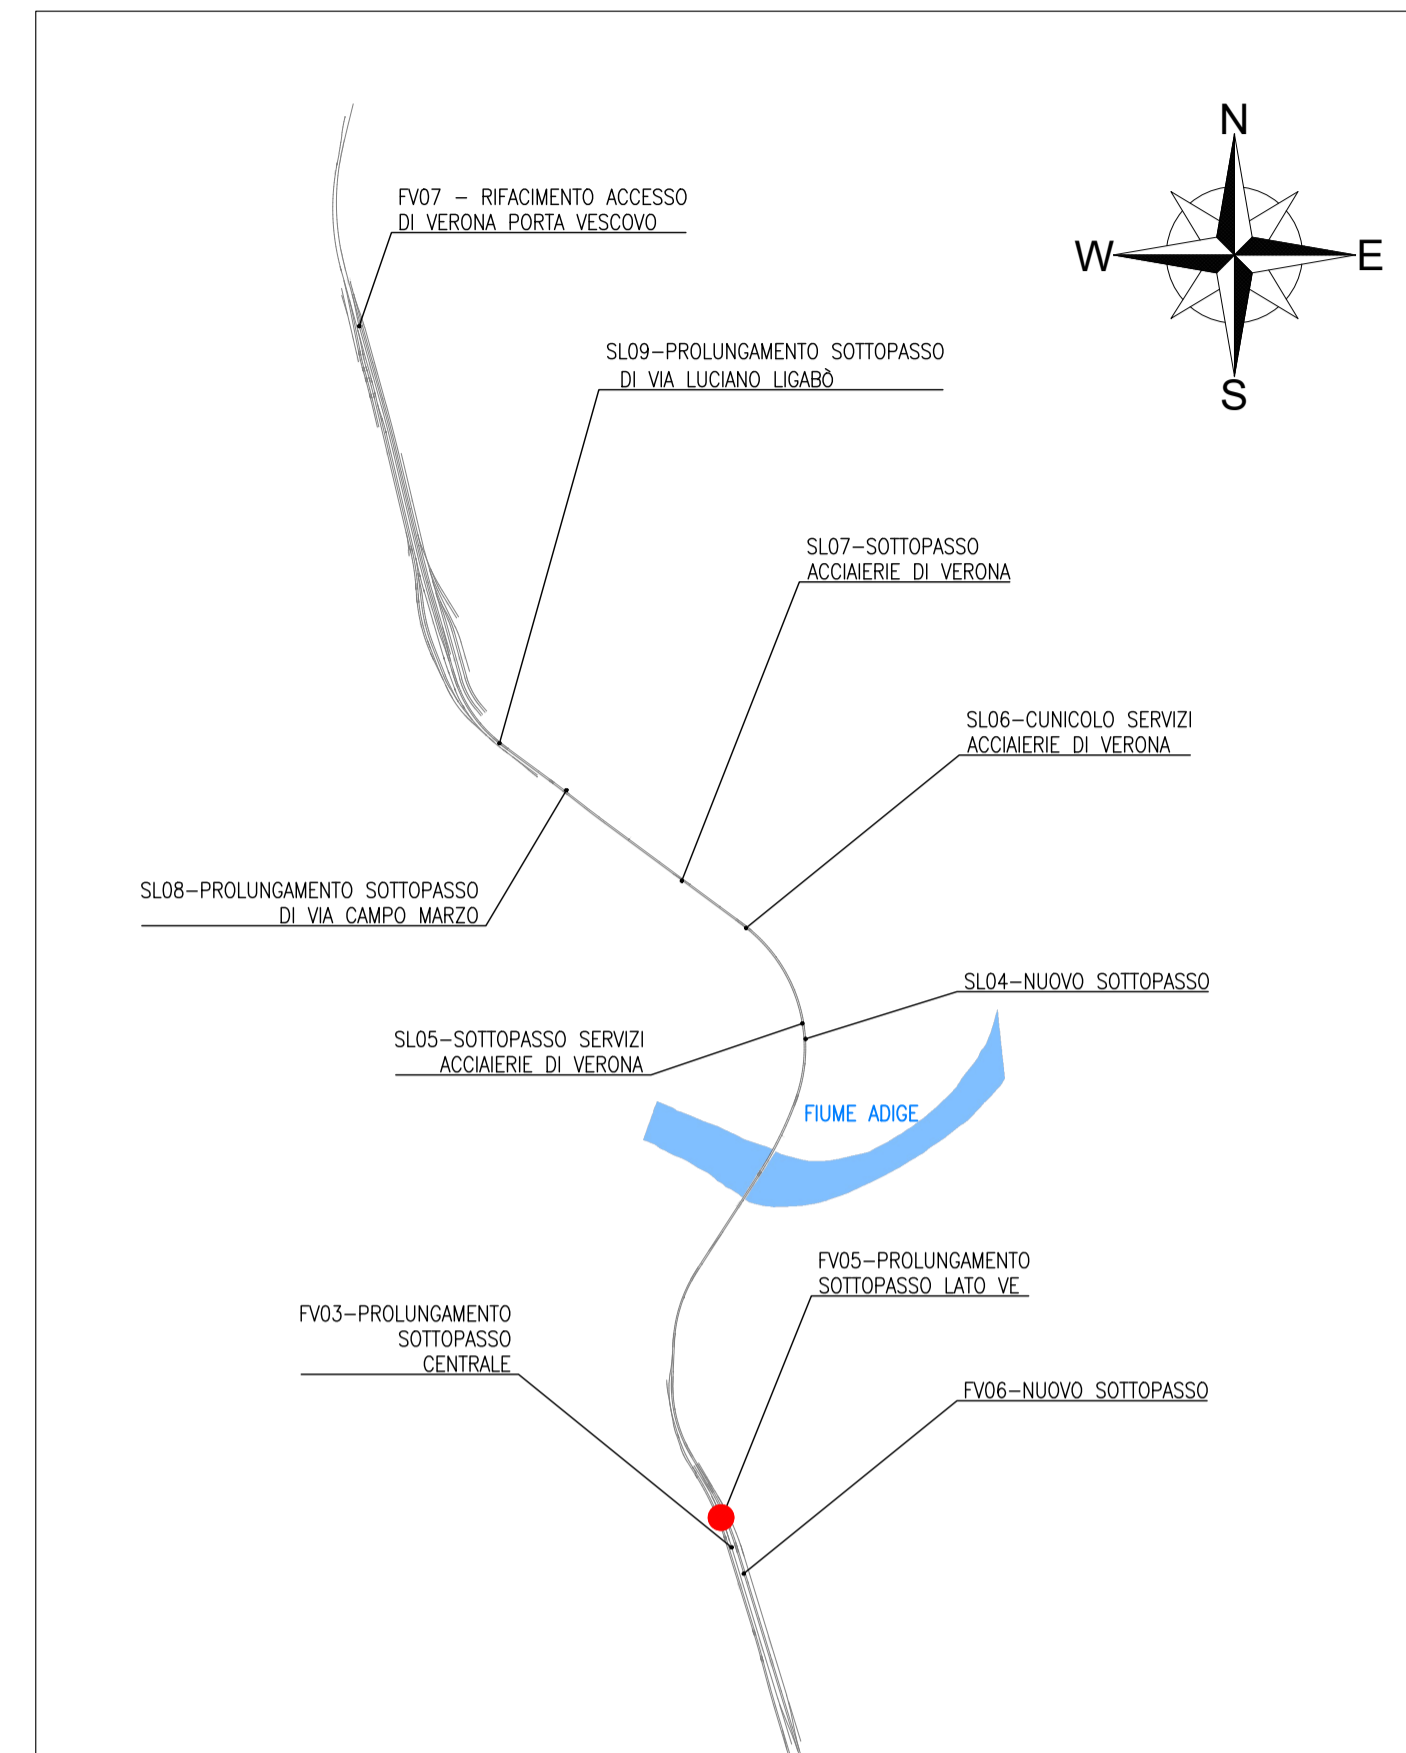 N
W E
S
FV07 – RIFACIMENTO ACCESSO
DI VERONA PORTA VESCOVO
SL09–PROLUNGAMENTO SOTTOPASSO
DI VIA LUCIANO LIGABÒ
SL07–SOTTOPASSO
ACCIAIERIE DI VERONA
SL06–CUNICOLO SERVIZI
ACCIAIERIE DI VERONA
SL08–PROLUNGAMENTO SOTTOPASSO
DI VIA CAMPO MARZO
SL04–NUOVO SOTTOPASSO
SL05–SOTTOPASSO SERVIZI
ACCIAIERIE DI VERONA
FIUME ADIGE
FV05–PROLUNGAMENTO
SOTTOPASSO LATO VE
FV03–PROLUNGAMENTO
SOTTOPASSO
CENTRALE
FV06–NUOVO SOTTOPASSO